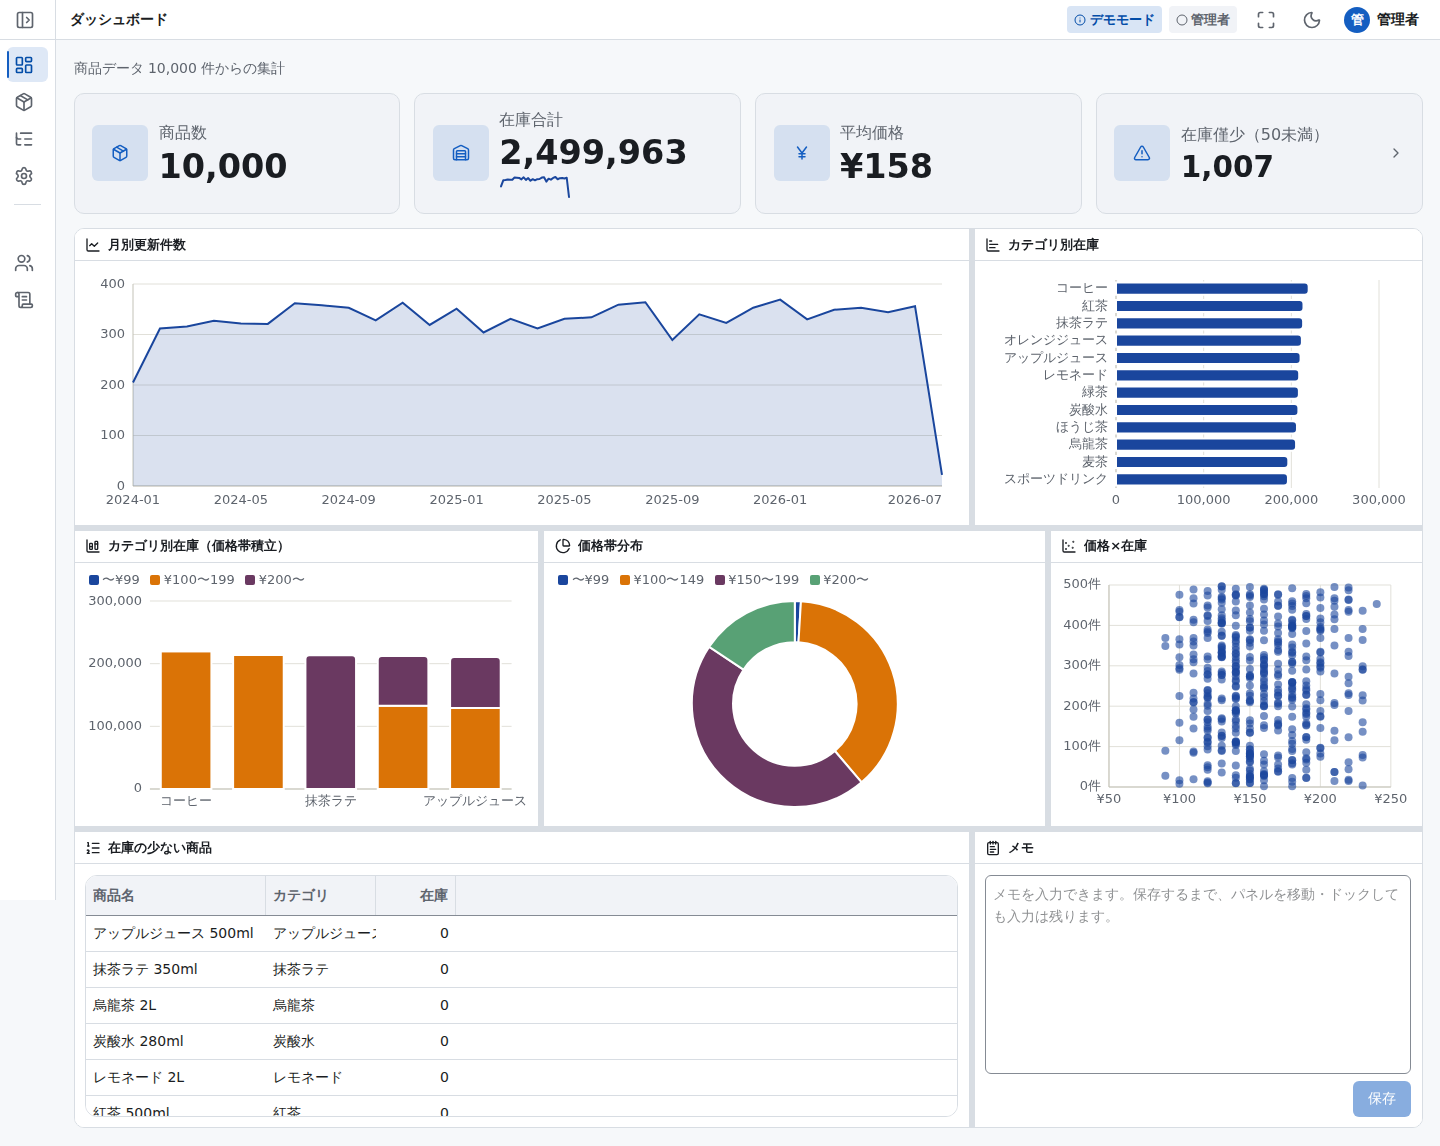 ダッシュボード
デモモード
管理者
管 管理者
商品データ 10,000 件からの集計
商品数
10,000
在庫合計
2,499,963
平均価格
¥158
在庫僅少（50未満）
1,007
月別更新件数
400
300
200
100
0
2024-01 2024-05 2024-09 2025-01 2025-05 2025-09 2026-01 2026-07
カテゴリ別在庫
コーヒー
紅茶
抹茶ラテ
オレンジジュース
アップルジュース
レモネード
緑茶
炭酸水
ほうじ茶
烏龍茶
麦茶
スポーツドリンク
0 100,000 200,000 300,000
カテゴリ別在庫（価格帯積立）
〜¥99 ¥100〜199 ¥200〜
300,000
200,000
100,000
0
コーヒー 抹茶ラテ アップルジュース
価格帯分布
〜¥99 ¥100〜149 ¥150〜199 ¥200〜
価格×在庫
500件
400件
300件
200件
100件
0件
¥50 ¥100 ¥150 ¥200 ¥250
在庫の少ない商品
商品名 カテゴリ 在庫
アップルジュース 500ml アップルジュース 0
抹茶ラテ 350ml 抹茶ラテ 0
烏龍茶 2L 烏龍茶 0
炭酸水 280ml 炭酸水 0
レモネード 2L レモネード 0
紅茶 500ml 紅茶 0
メモ
メモを入力できます。保存するまで、パネルを移動・ドックして
も入力は残ります。
保存